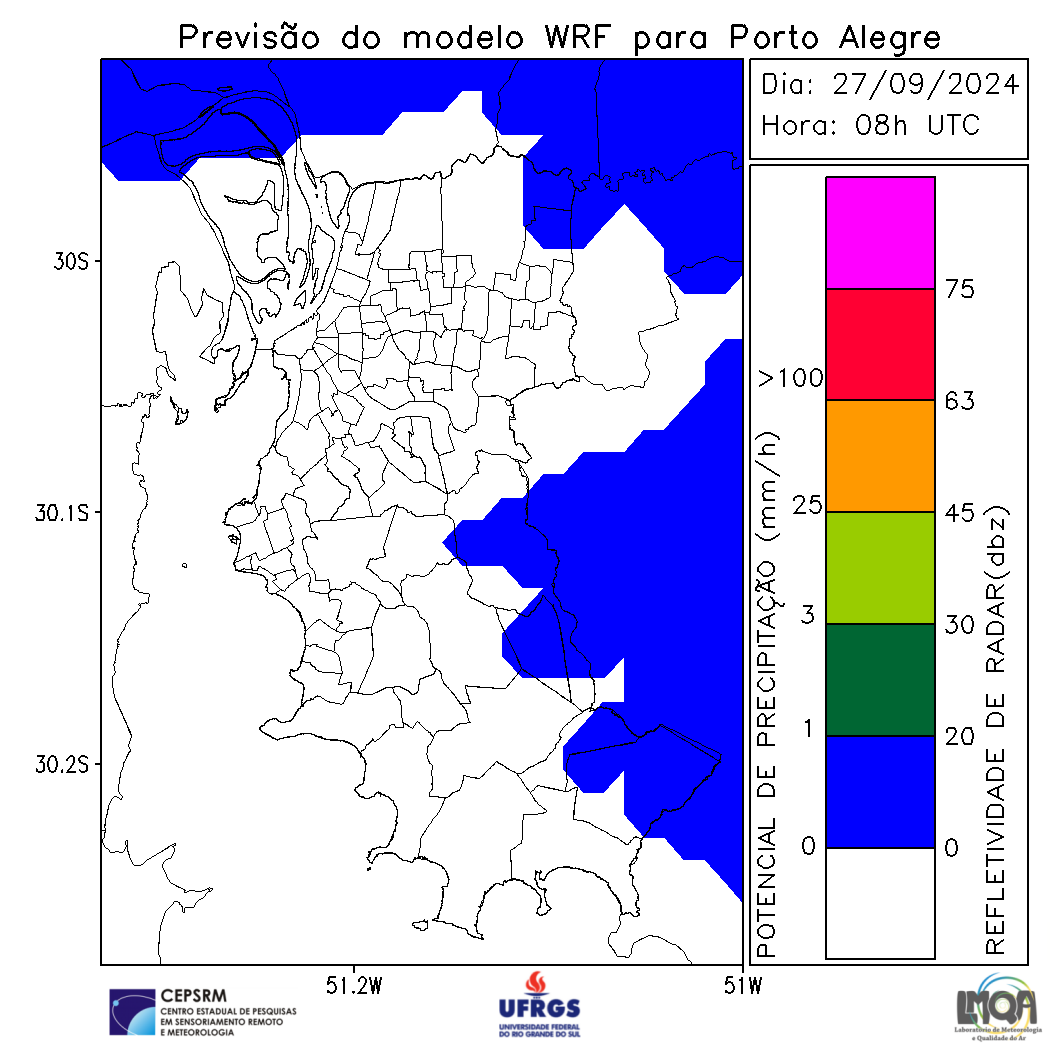 Previsão do modelo WRF para Porto Alegre
Dia: 27/09/2024
Hora: 08h UTC
30S
30.1S
30.2S
51.2W
51W
POTENCIAL DE PRECIPITAÇÃO (mm/h)
>100
25
3
1
0
75
63
45
30
20
0
REFLETIVIDADE DE RADAR(dbz)
CEPSRM
CENTRO ESTADUAL DE PESQUISAS
EM SENSORIAMENTO REMOTO
E METEOROLOGIA
UFRGS
UNIVERSIDADE FEDERAL
DO RIO GRANDE DO SUL
LMQA
Laboratório de Meteorologia
e Qualidade do Ar